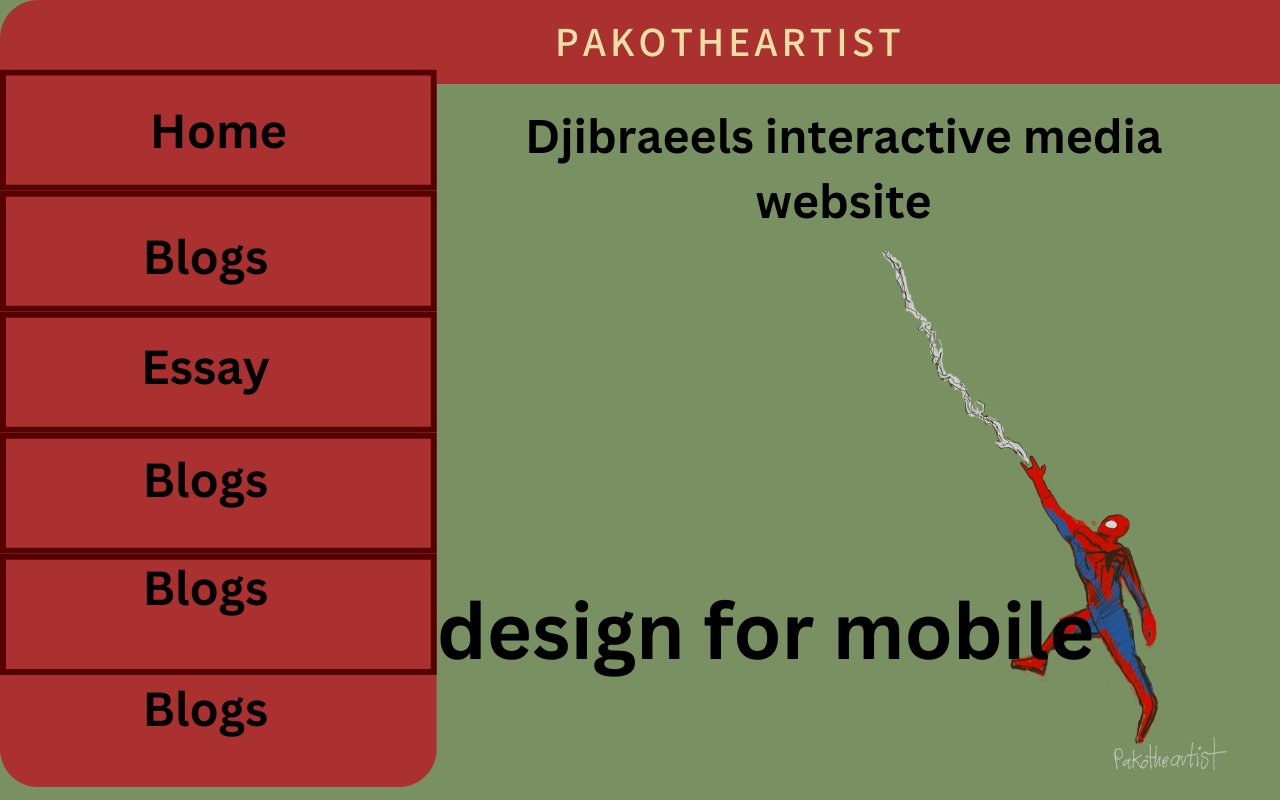 PAKOTHEARTIST
Home
Blogs
Essay
Blogs
Blogs
Blogs
Djibraeels interactive media
website
design for mobile
Pakotheartist